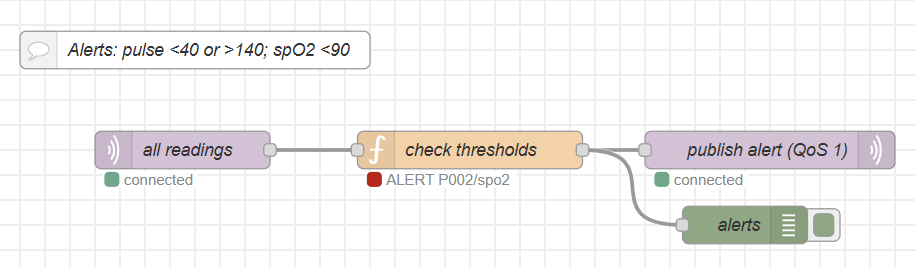 Alerts: pulse <40 or >140; spO2 <90
all readings
check thresholds
publish alert (QoS 1)
connected
ALERT P002/spo2
connected
alerts